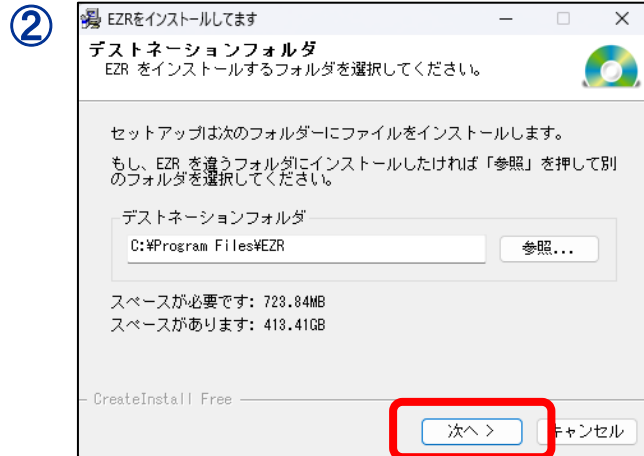 ②
EZRをインストールしてます
デストネーションフォルダ
EZR をインストールするフォルダを選択してください。
セットアップは次のフォルダーにファイルをインストールします。
もし、EZR を違うフォルダにインストールしたければ「参照」を押して別
のフォルダを選択してください。
デストネーションフォルダ
C:¥Program Files¥EZR
参照...
スペースが必要です: 723.84MB
スペースがあります: 413.41GB
CreateInstall Free
次へ >
キャンセル